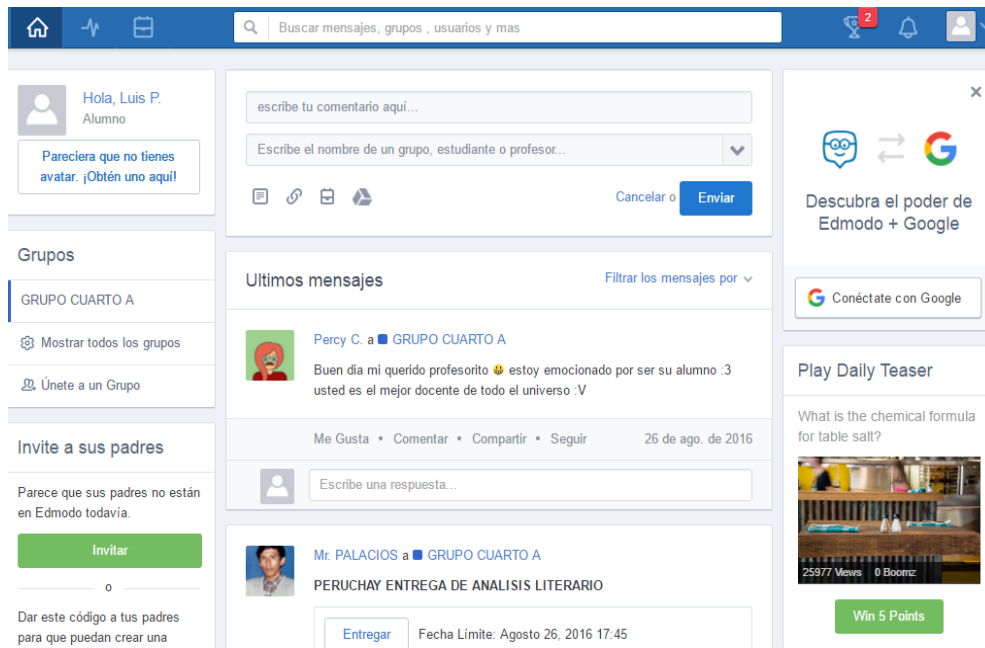 Buscar mensajes, grupos , usuarios y mas
2
Hola, Luis P.
Alumno
Pareciera que no tienes
avatar. ¡Obtén uno aquí!
Grupos
GRUPO CUARTO A
Mostrar todos los grupos
Únete a un Grupo
Invite a sus padres
Parece que sus padres no están
en Edmodo todavía.
Invitar
o
Dar este código a tus padres
para que puedan crear una
escribe tu comentario aquí...
Escribe el nombre de un grupo, estudiante o profesor...
Cancelar o Enviar
Ultimos mensajes
Filtrar los mensajes por
Percy C. a GRUPO CUARTO A
Buen dia mi querido profesorito 😀 estoy emocionado por ser su alumno :3
usted es el mejor docente de todo el universo :V
Me Gusta • Comentar • Compartir • Seguir 26 de ago. de 2016
Escribe una respuesta...
Mr. PALACIOS a GRUPO CUARTO A
PERUCHAY ENTREGA DE ANALISIS LITERARIO
Entregar Fecha Límite: Agosto 26, 2016 17:45
Descubra el poder de
Edmodo + Google
G Conéctate con Google
Play Daily Teaser
What is the chemical formula
for table salt?
25977 Views 0 Boomz
Win 5 Points